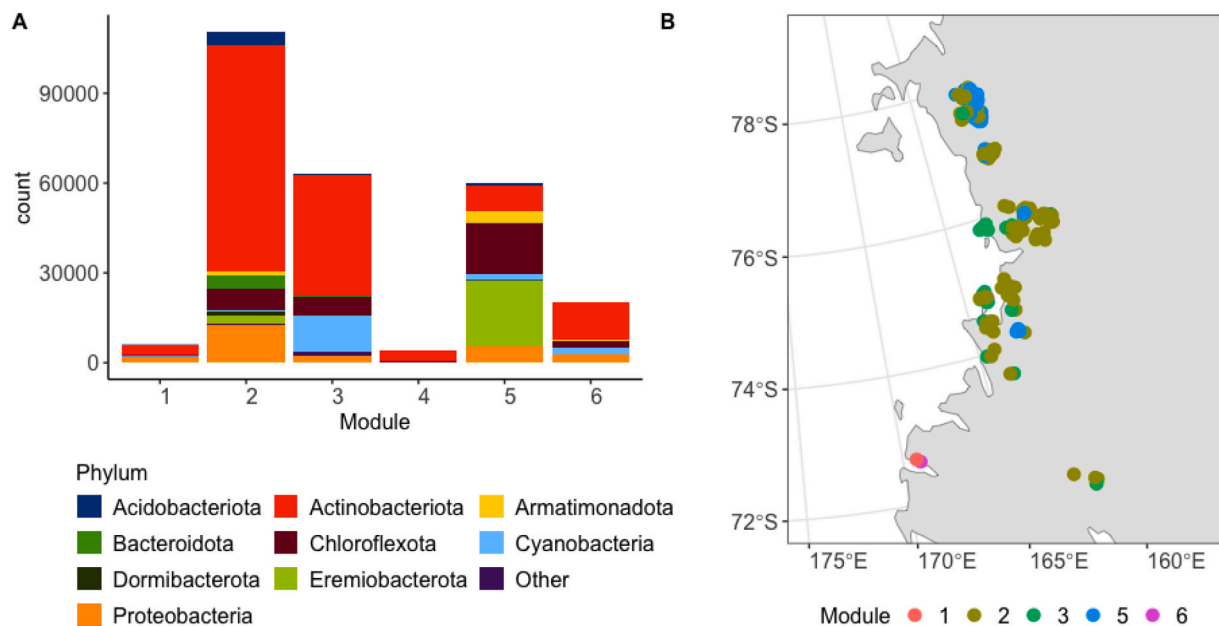 A
count
90000
60000
30000
0
1 2 3 4 5 6
Module
Phylum
Acidobacteriota Actinobacteriota Armatimonadota
Bacteroidota Chloroflexota Cyanobacteria
Dormibacterota Eremiobacterota Other
Proteobacteria
B
78°S
76°S
74°S
72°S
175°E 170°E 165°E 160°E
Module 1 2 3 5 6